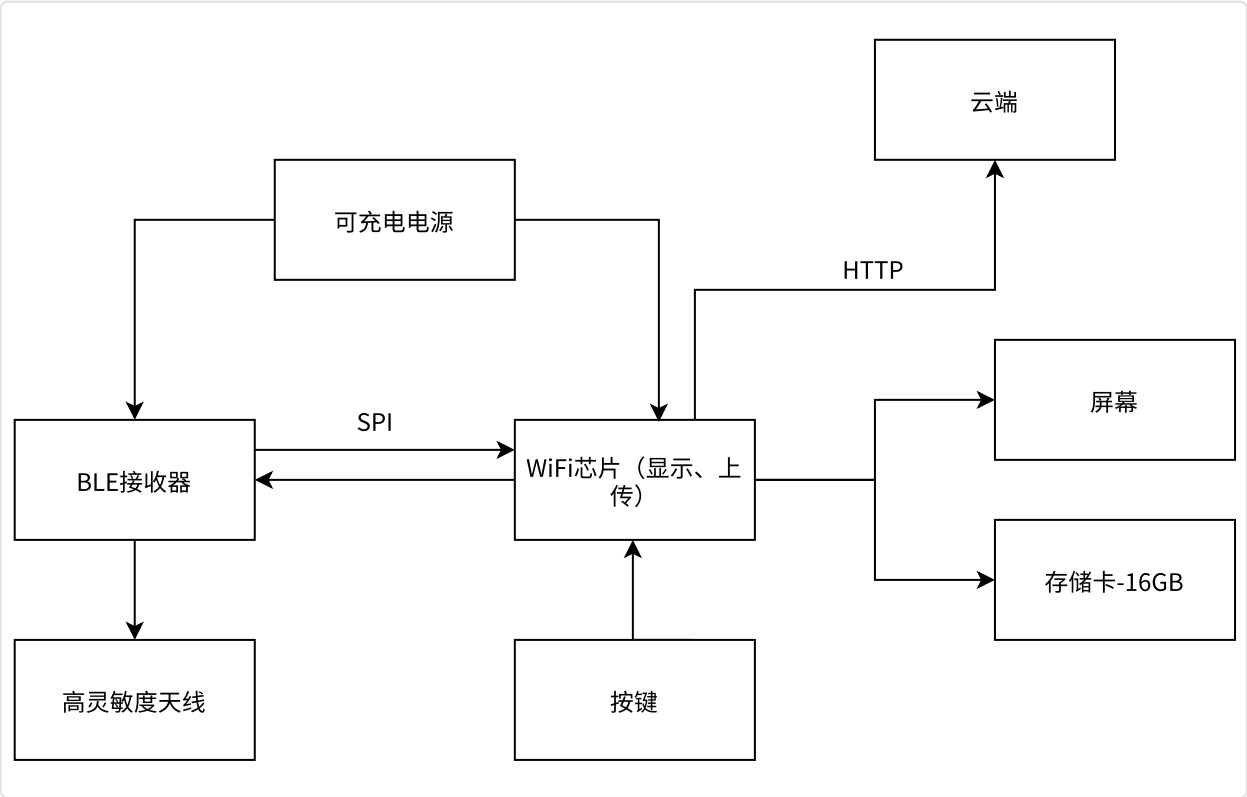 云端
可充电电源
HTTP
屏幕
SPI
BLE接收器
WiFi芯片（显示、上
传）
存储卡-16GB
高灵敏度天线
按键